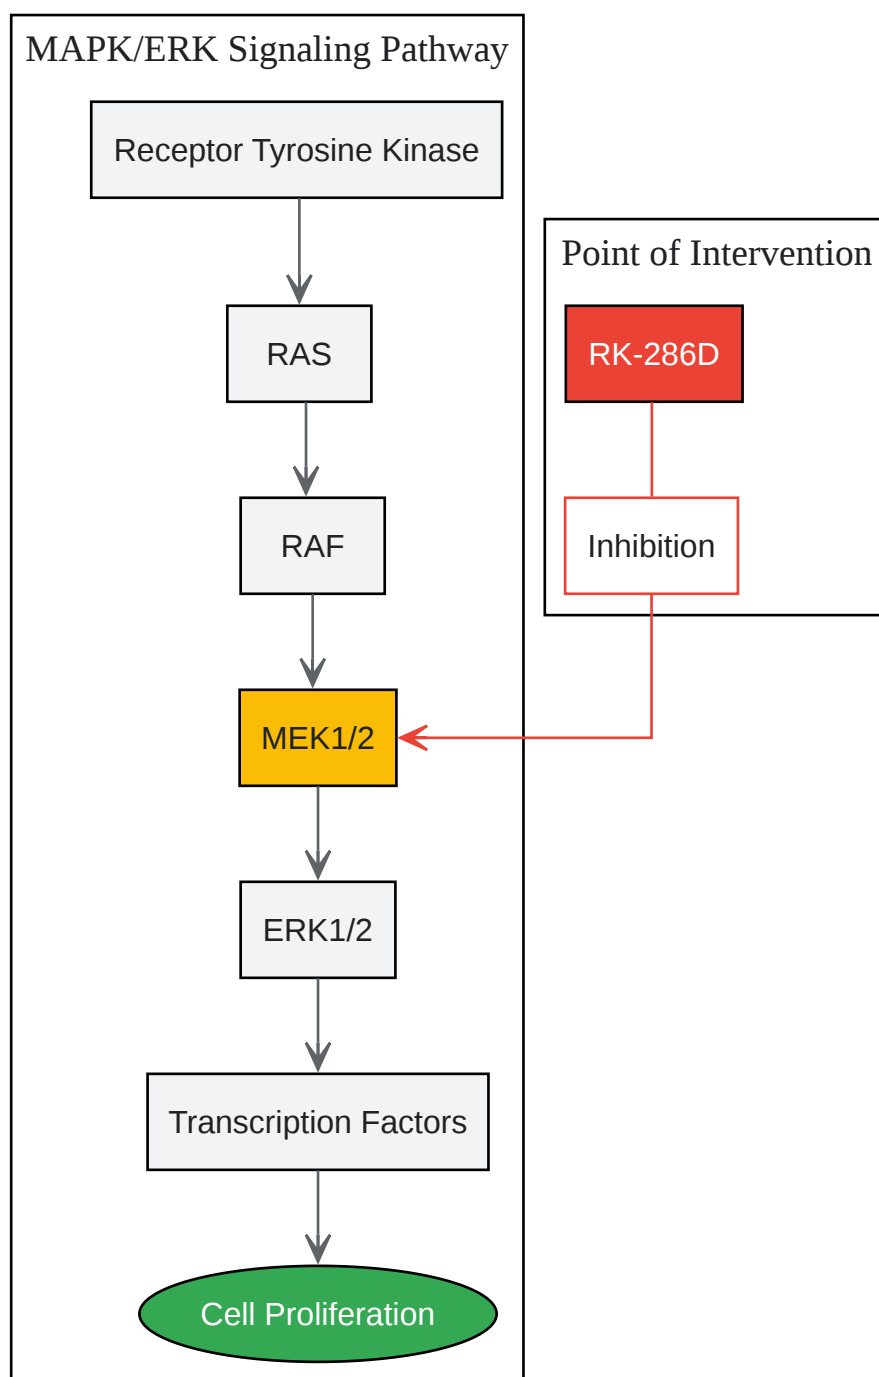 MAPK/ERK Signaling Pathway
Receptor Tyrosine Kinase
RAS
RAF
MEK1/2
ERK1/2
Transcription Factors
Cell Proliferation
Point of Intervention
RK-286D
Inhibition